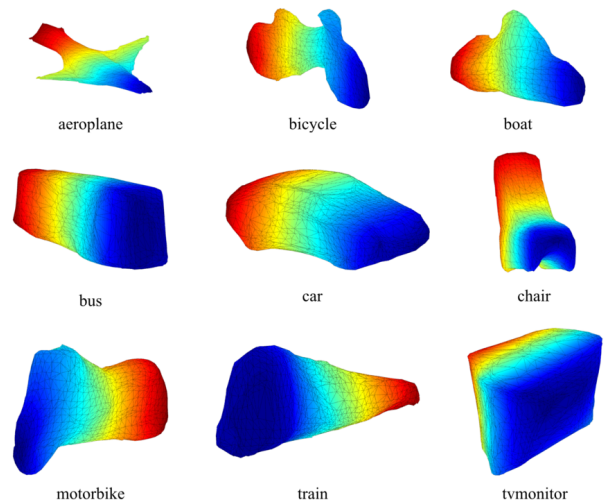 aeroplane
bicycle
boat
bus
car
chair
motorbike
train
tvmonitor